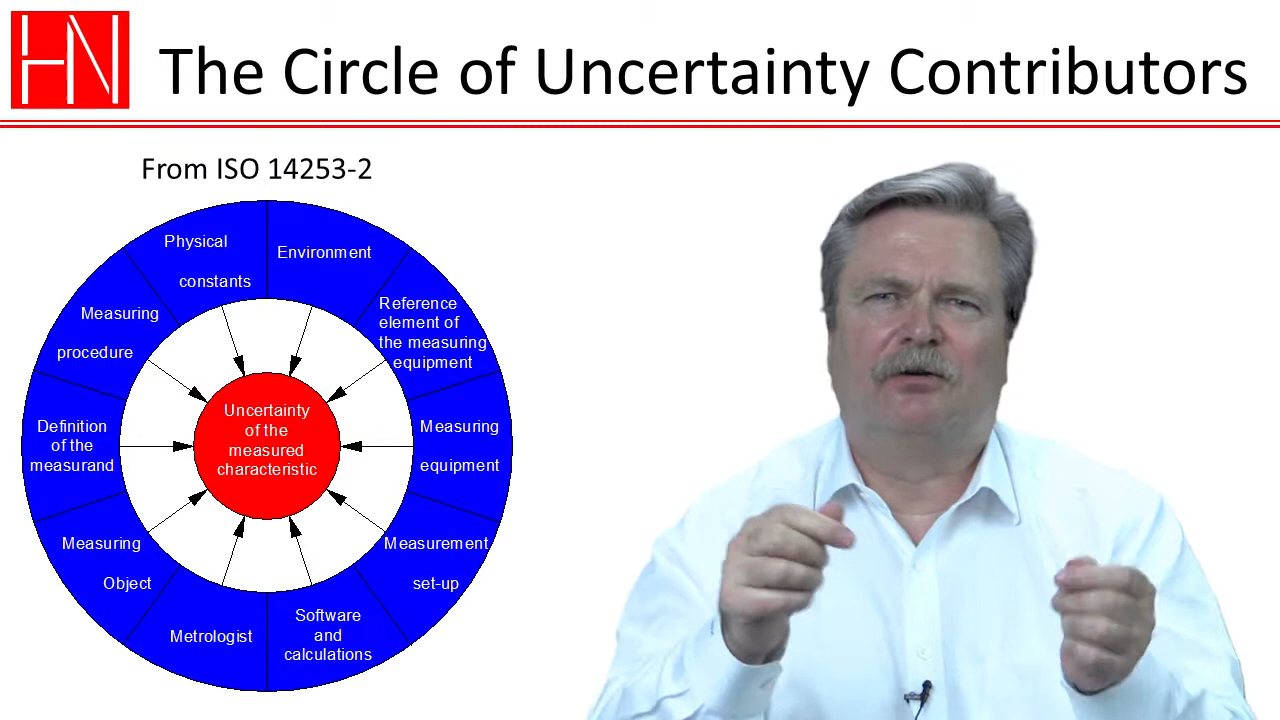 HN
The Circle of Uncertainty Contributors
From ISO 14253-2
Physical
constants
Environment
Reference
element of
the measuring
equipment
Measuring
equipment
Measurement
set-up
Software
and
calculations
Metrologist
Measuring
Object
Definition
of the
measurand
Measuring
procedure
Uncertainty
of the
measured
characteristic